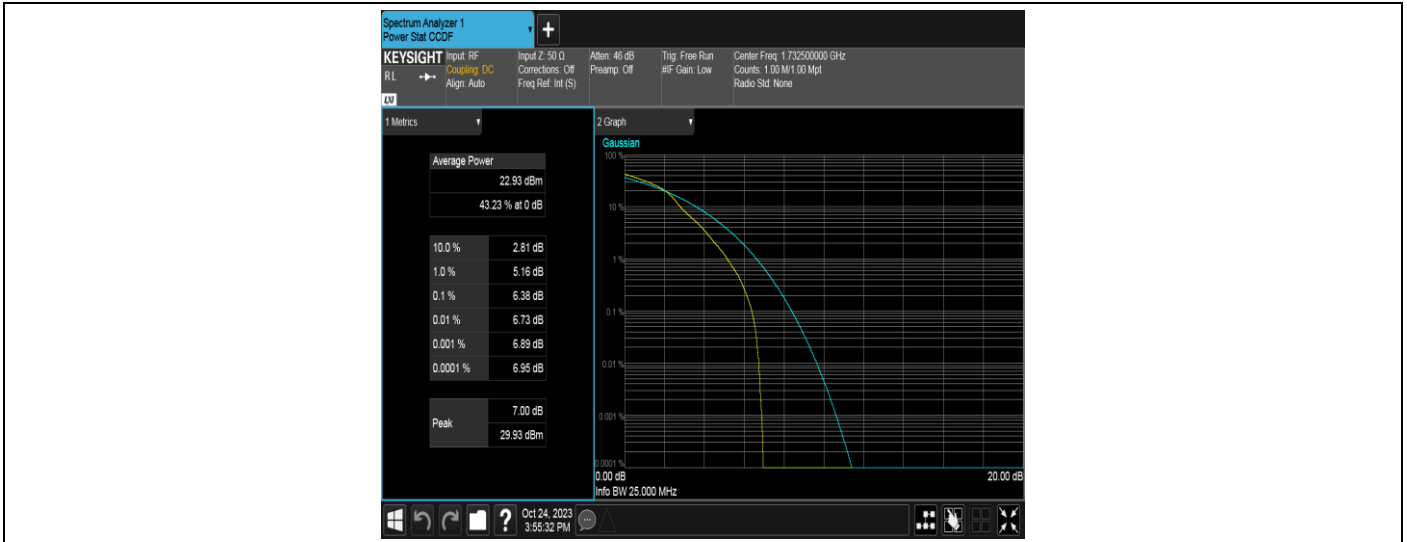 Spectrum Analyzer 1
Power Stat CCDF
+
KEYSIGHT Input: RF Input Z: 50 Ω Atten: 46 dB Trig: Free Run Center Freq: 1.732500000 GHz
RL Coupling: DC Corrections: Off Preamp: Off #IF Gain: Low Counts: 1.00 M/1.00 Mpt
Align: Auto Freq Ref: Int (S) Radio Std: None
LXI
1 Metrics
Average Power
22.93 dBm
43.23 % at 0 dB
10.0 % 2.81 dB
1.0 % 5.16 dB
0.1 % 6.38 dB
0.01 % 6.73 dB
0.001 % 6.89 dB
0.0001 % 6.95 dB
Peak 7.00 dB
29.93 dBm
2 Graph
Gaussian
100 %
10 %
1 %
0.1 %
0.01 %
0.001 %
0.0001 %
0.00 dB 20.00 dB
Info BW 25.000 MHz
? Oct 24, 2023
3:55:32 PM